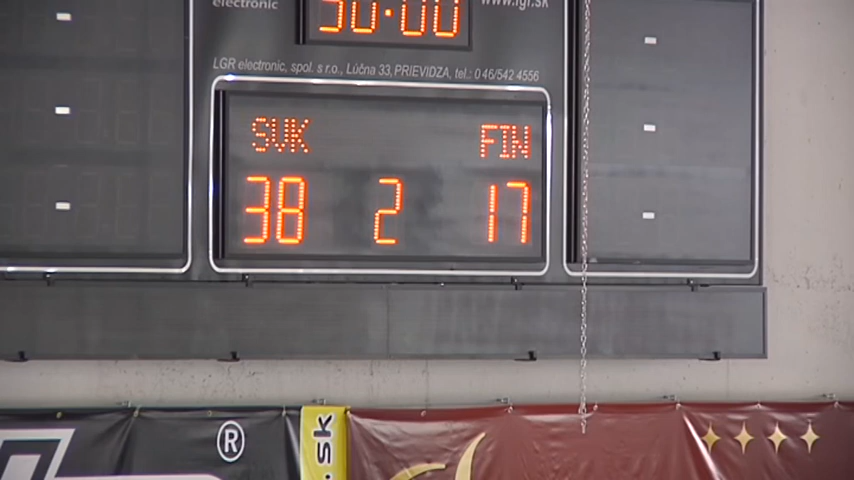 electronic
www.lgr.sk
30:00
LGR electronic, spol. s r.o., Lúčna 33, PRIEVIDZA, tel.: 046/542 4556
SVK FIN
38 2 17
®
.SK